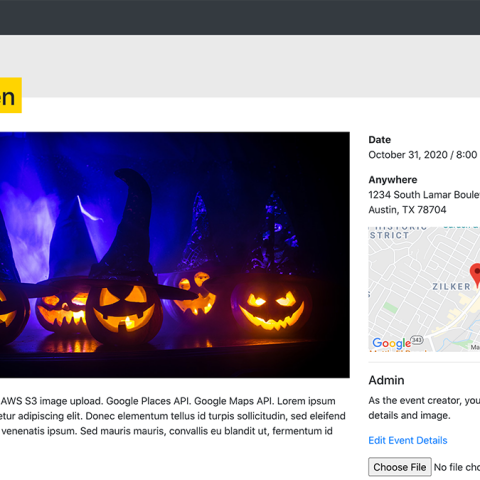 en
Date
October 31, 2020 / 8:00
Anywhere
1234 South Lamar Boule
Austin, TX 78704
HISTORIC
STRICT
ZILKER
Google
343
Ma
AWS S3 image upload. Google Places API. Google Maps API. Lorem ipsum
etur adipiscing elit. Donec elementum tellus id turpis sollicitudin, sed eleifend
venenatis ipsum. Sed mauris mauris, convallis eu blandit ut, fermentum id
Admin
As the event creator, you
details and image.
Edit Event Details
Choose File No file cho